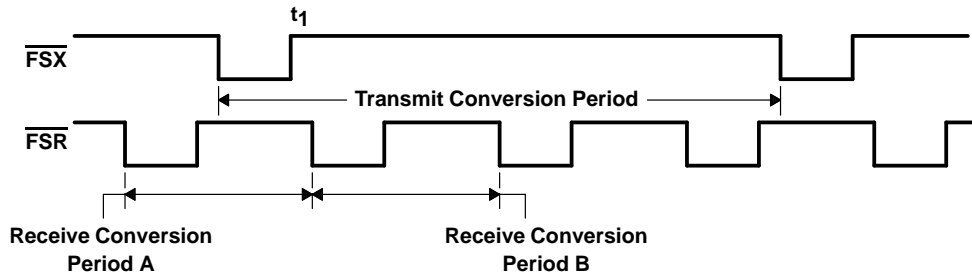 t1
FSX
Transmit Conversion Period
FSR
Receive Conversion
Period A
Receive Conversion
Period B